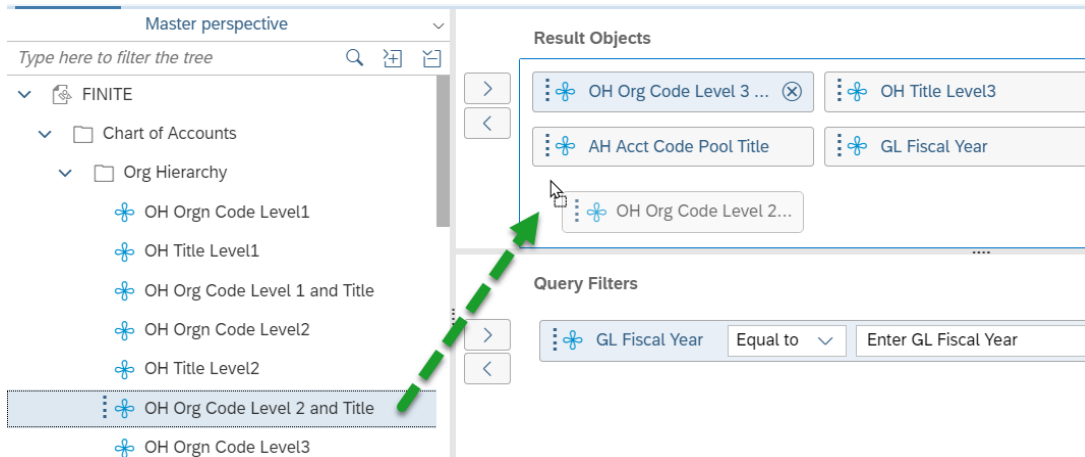 Master perspective
Type here to filter the tree
FINITE
Chart of Accounts
Org Hierarchy
OH Orgn Code Level1
OH Title Level1
OH Org Code Level 1 and Title
OH Orgn Code Level2
OH Title Level2
OH Org Code Level 2 and Title
OH Orgn Code Level3
Result Objects
OH Org Code Level 3 ... OH Title Level3
AH Acct Code Pool Title GL Fiscal Year
OH Org Code Level 2...
Query Filters
GL Fiscal Year Equal to Enter GL Fiscal Year